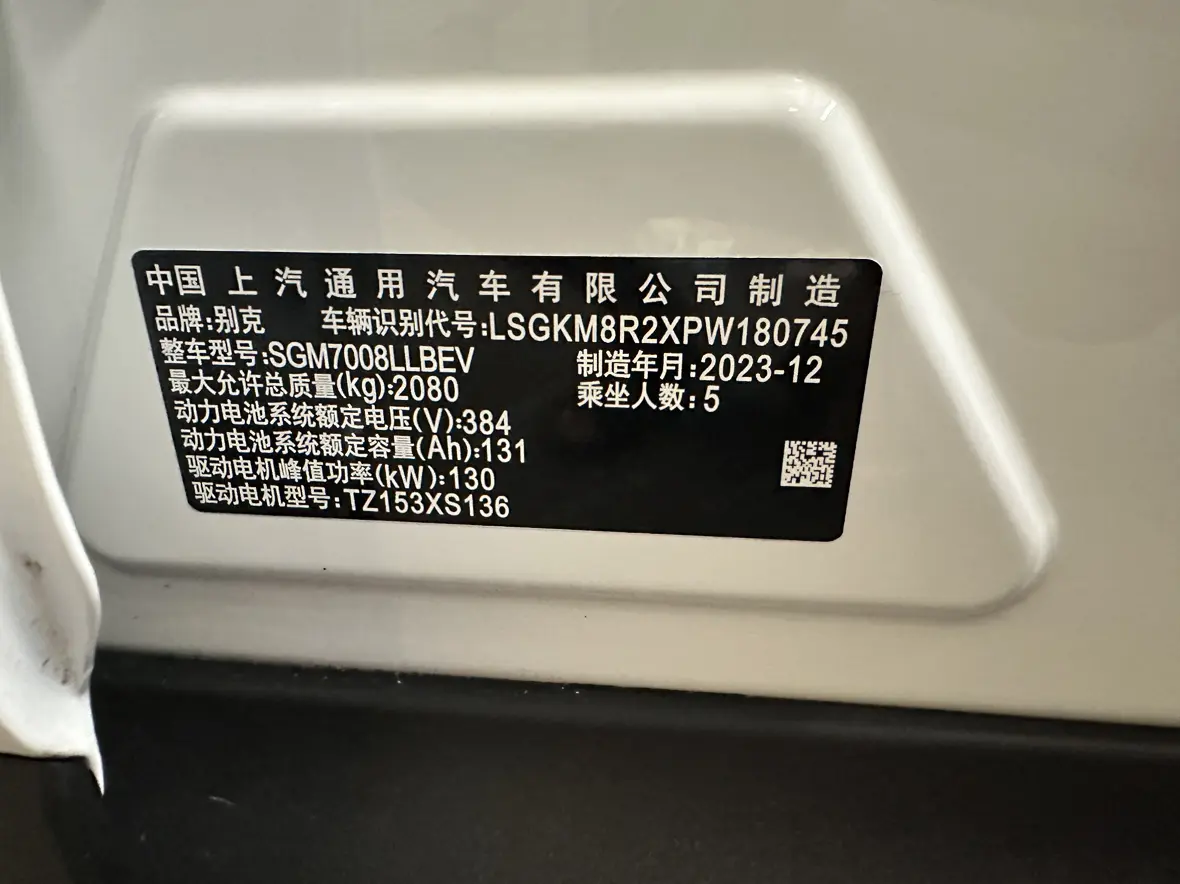 中国上汽通用汽车有限公司制造
品牌:别克 车辆识别代号:LSGKM8R2XPW180745
整车型号:SGM7008LLBEV 制造年月:2023-12
最大允许总质量(kg):2080 乘坐人数:5
动力电池系统额定电压(V):384
动力电池系统额定容量(Ah):131
驱动电机峰值功率(kW):130
驱动电机型号:TZ153XS136